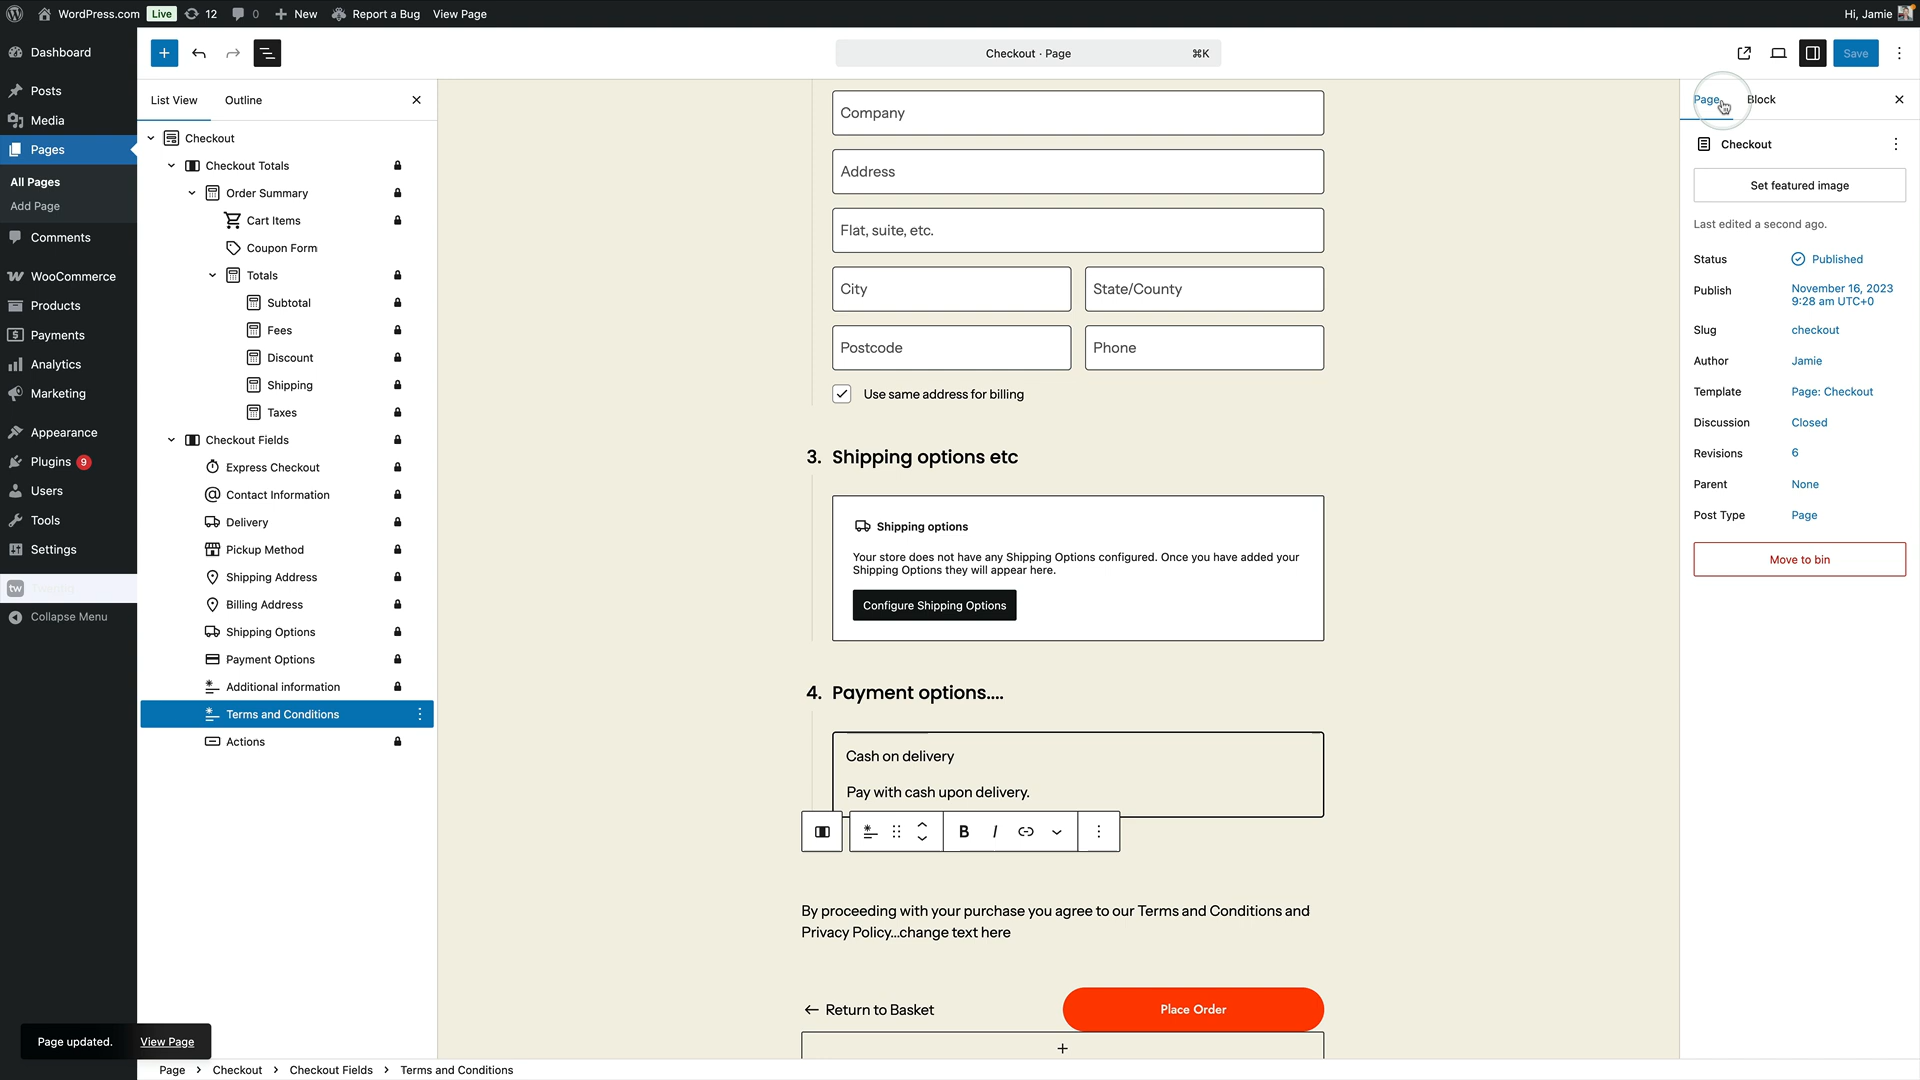 WordPress.com Live 12 0 New Report a Bug View Page Hi, Jamie
Dashboard
Posts
Media
Pages
All Pages
Add Page
Comments
WooCommerce
Products
Payments
Analytics
Marketing
Appearance
Plugins 9
Users
Tools
Settings
tw
Collapse Menu
Checkout · Page ⌘K
Save
List View Outline
Checkout
Checkout Totals
Order Summary
Cart Items
Coupon Form
Totals
Subtotal
Fees
Discount
Shipping
Taxes
Checkout Fields
Express Checkout
Contact Information
Delivery
Pickup Method
Shipping Address
Billing Address
Shipping Options
Payment Options
Additional information
Terms and Conditions
Actions
Company
Address
Flat, suite, etc.
City State/County
Postcode Phone
Use same address for billing
3. Shipping options etc
Shipping options
Your store does not have any Shipping Options configured. Once you have added your
Shipping Options they will appear here.
Configure Shipping Options
4. Payment options....
Cash on delivery
Pay with cash upon delivery.
B I
By proceeding with your purchase you agree to our Terms and Conditions and
Privacy Policy...change text here
← Return to Basket Place Order
+
Page Block
Checkout
Set featured image
Last edited a second ago.
Status Published
Publish November 16, 2023
9:28 am UTC+0
Slug checkout
Author Jamie
Template Page: Checkout
Discussion Closed
Revisions 6
Parent None
Post Type Page
Move to bin
Page updated. View Page
Page > Checkout > Checkout Fields > Terms and Conditions